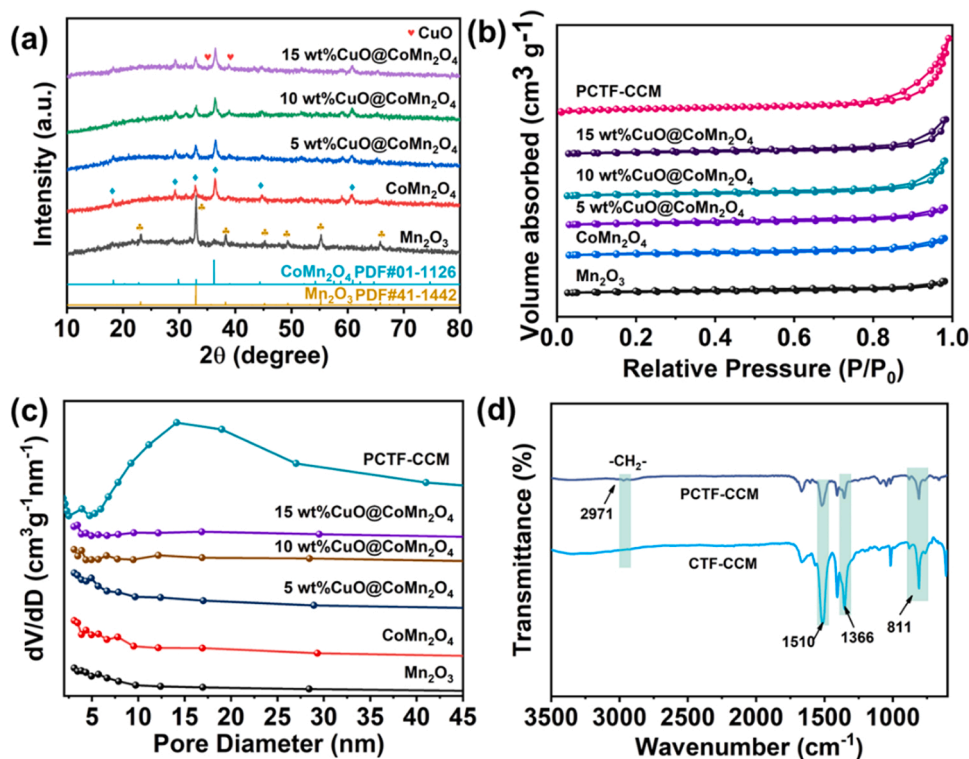 (a)
♥ CuO
15 wt%CuO@CoMn₂O₄
10 wt%CuO@CoMn₂O₄
5 wt%CuO@CoMn₂O₄
CoMn₂O₄
Mn₂O₃
CoMn₂O₄ PDF#01-1126
Mn₂O₃ PDF#41-1442
Intensity (a.u.)
10 20 30 40 50 60 70 80
2θ (degree)
(b)
PCTF-CCM
15 wt%CuO@CoMn₂O₄
10 wt%CuO@CoMn₂O₄
5 wt%CuO@CoMn₂O₄
CoMn₂O₄
Mn₂O₃
Volume absorbed (cm³ g⁻¹)
0.0 0.2 0.4 0.6 0.8 1.0
Relative Pressure (P/P₀)
(c)
PCTF-CCM
15 wt%CuO@CoMn₂O₄
10 wt%CuO@CoMn₂O₄
5 wt%CuO@CoMn₂O₄
CoMn₂O₄
Mn₂O₃
dV/dD (cm³g⁻¹nm⁻¹)
5 10 15 20 25 30 35 40 45
Pore Diameter (nm)
(d)
-CH₂-
2971
PCTF-CCM
CTF-CCM
1510
1366
811
Transmittance (%)
3500 3000 2500 2000 1500 1000
Wavenumber (cm⁻¹)